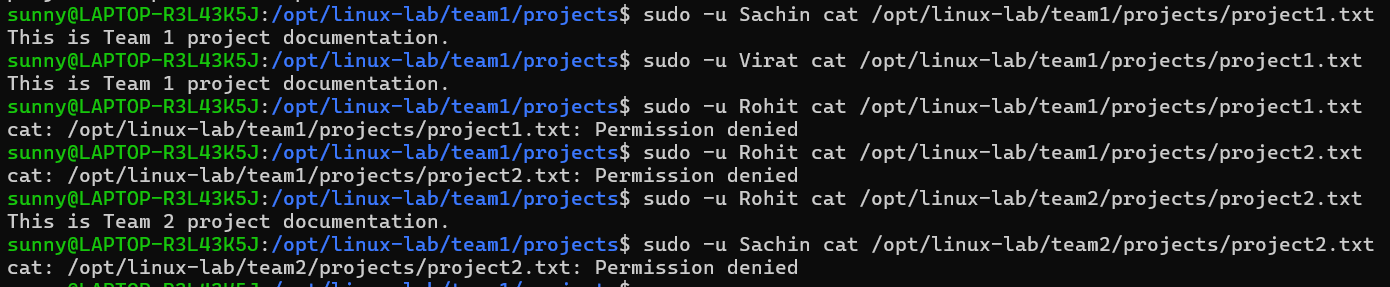 sunny@LAPTOP-R3L43K5J:/opt/linux-lab/team1/projects$ sudo -u Sachin cat /opt/linux-lab/team1/projects/project1.txt
This is Team 1 project documentation.
sunny@LAPTOP-R3L43K5J:/opt/linux-lab/team1/projects$ sudo -u Virat cat /opt/linux-lab/team1/projects/project1.txt
This is Team 1 project documentation.
sunny@LAPTOP-R3L43K5J:/opt/linux-lab/team1/projects$ sudo -u Rohit cat /opt/linux-lab/team1/projects/project1.txt
cat: /opt/linux-lab/team1/projects/project1.txt: Permission denied
sunny@LAPTOP-R3L43K5J:/opt/linux-lab/team1/projects$ sudo -u Rohit cat /opt/linux-lab/team1/projects/project2.txt
cat: /opt/linux-lab/team1/projects/project2.txt: Permission denied
sunny@LAPTOP-R3L43K5J:/opt/linux-lab/team1/projects$ sudo -u Rohit cat /opt/linux-lab/team2/projects/project2.txt
This is Team 2 project documentation.
sunny@LAPTOP-R3L43K5J:/opt/linux-lab/team1/projects$ sudo -u Sachin cat /opt/linux-lab/team2/projects/project2.txt
cat: /opt/linux-lab/team2/projects/project2.txt: Permission denied